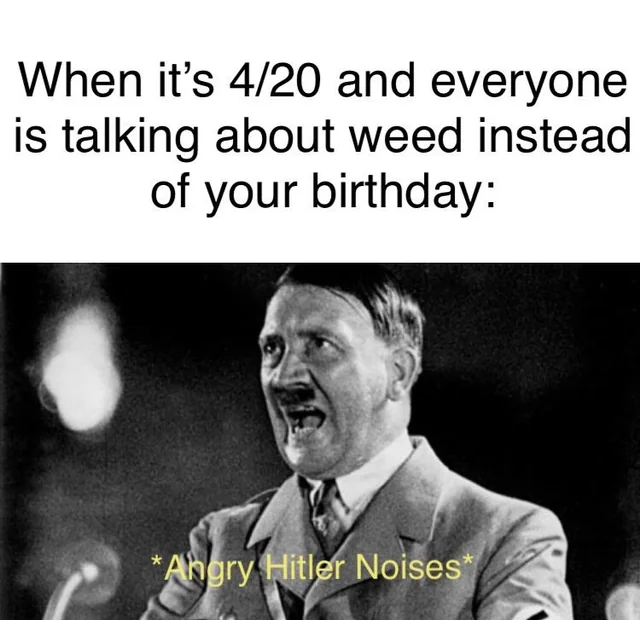 When it’s 4/20 and everyone
is talking about weed instead
of your birthday:
*Angry Hitler Noises*